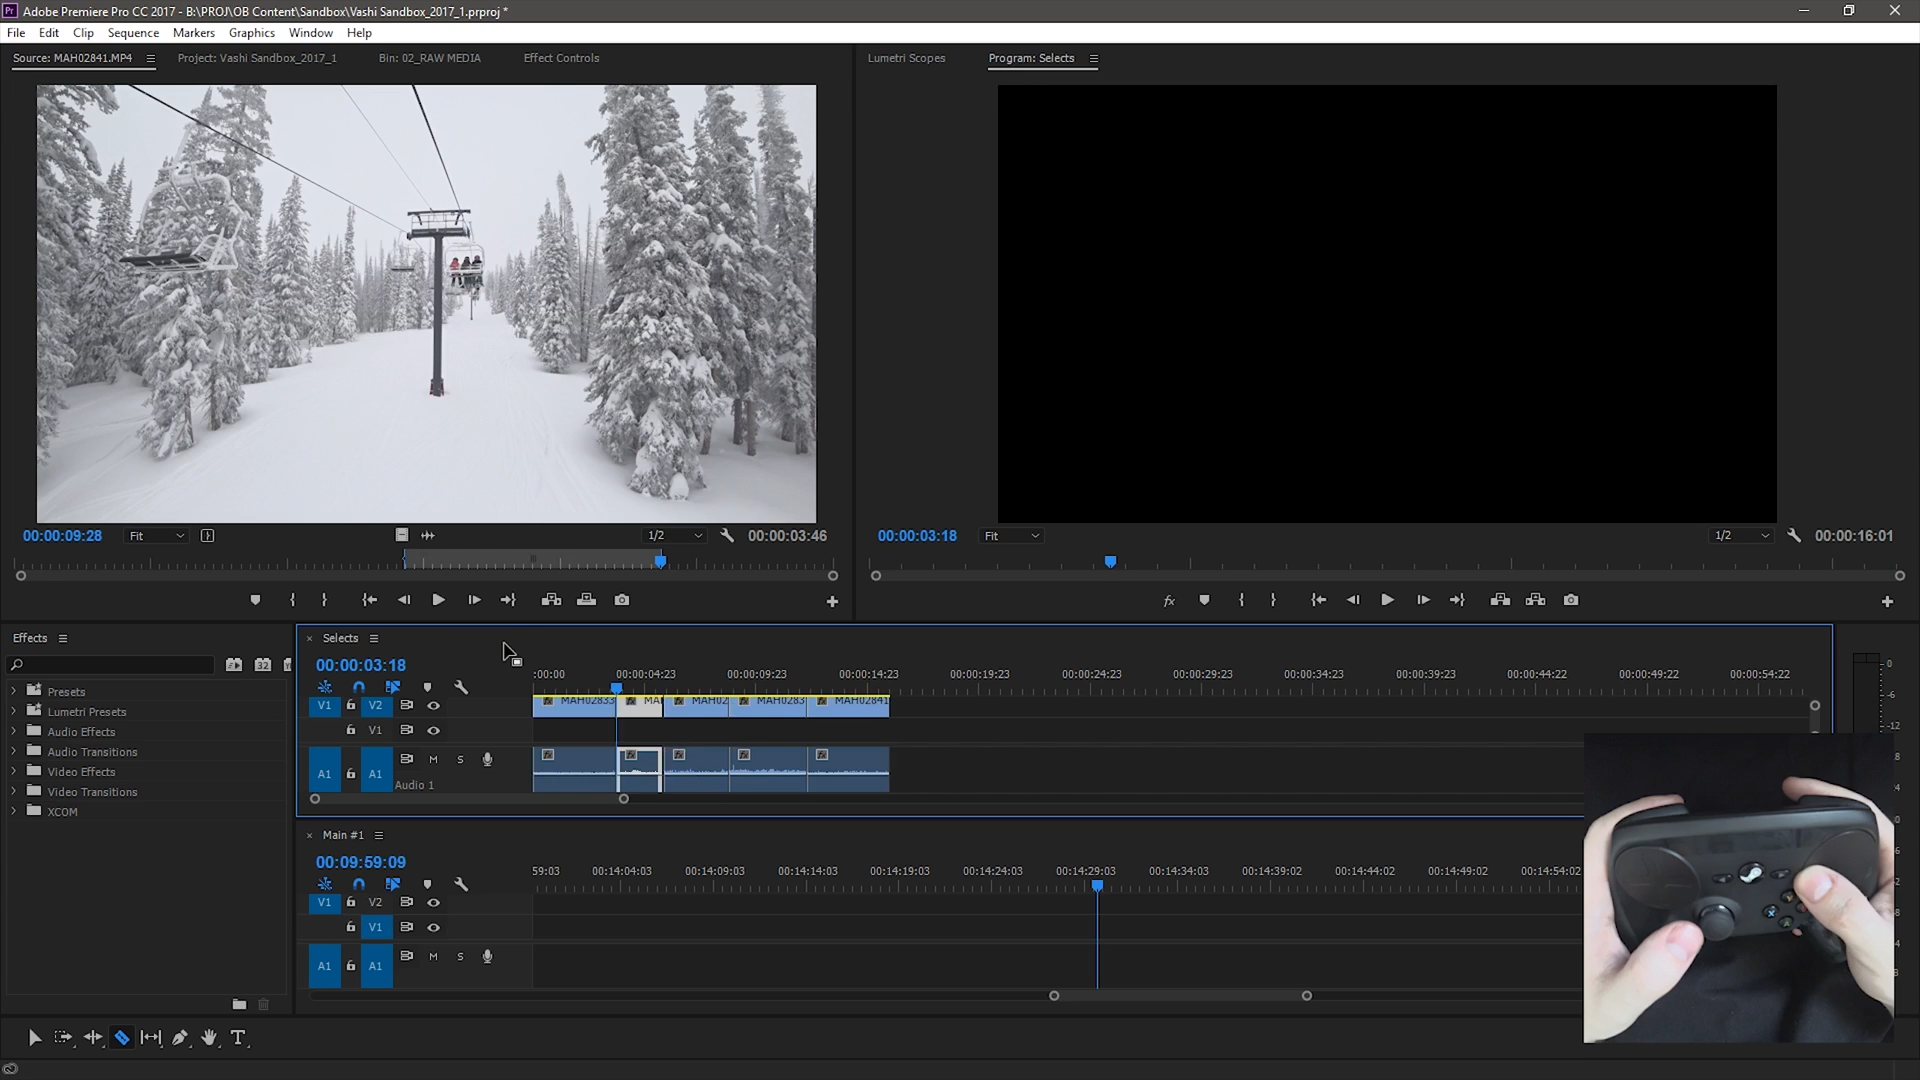 Pr Adobe Premiere Pro CC 2017 - B:\PROJ\OB Content\Sandbox\Vashi Sandbox_2017_1.prproj *
File Edit Clip Sequence Markers Graphics Window Help
Source: MAH02841.MP4 Project: Vashi Sandbox_2017_1 Bin: 02_RAW MEDIA Effect Controls Lumetri Scopes Program: Selects
00:00:09:28 Fit 1/2 00:00:03:46 00:00:03:18 Fit 1/2 00:00:16:01
fx
Effects
Presets
Lumetri Presets
Audio Effects
Audio Transitions
Video Effects
Video Transitions
XCOM
× Selects
00:00:03:18
:00:00 00:00:04:23 00:00:09:23 00:00:14:23 00:00:19:23 00:00:24:23 00:00:29:23 00:00:34:23 00:00:39:23 00:00:44:22 00:00:49:22 00:00:54:22
V1 V2 MAH02833 MAH02 MAH0283 MAH02841
V1
A1 A1 M S
Audio 1
0
-6
-12
× Main #1
00:09:59:09
59:03 00:14:04:03 00:14:09:03 00:14:14:03 00:14:19:03 00:14:24:03 00:14:29:03 00:14:34:03 00:14:39:02 00:14:44:02 00:14:49:02 00:14:54:02
V1 V2
V1
A1 A1 M S
T